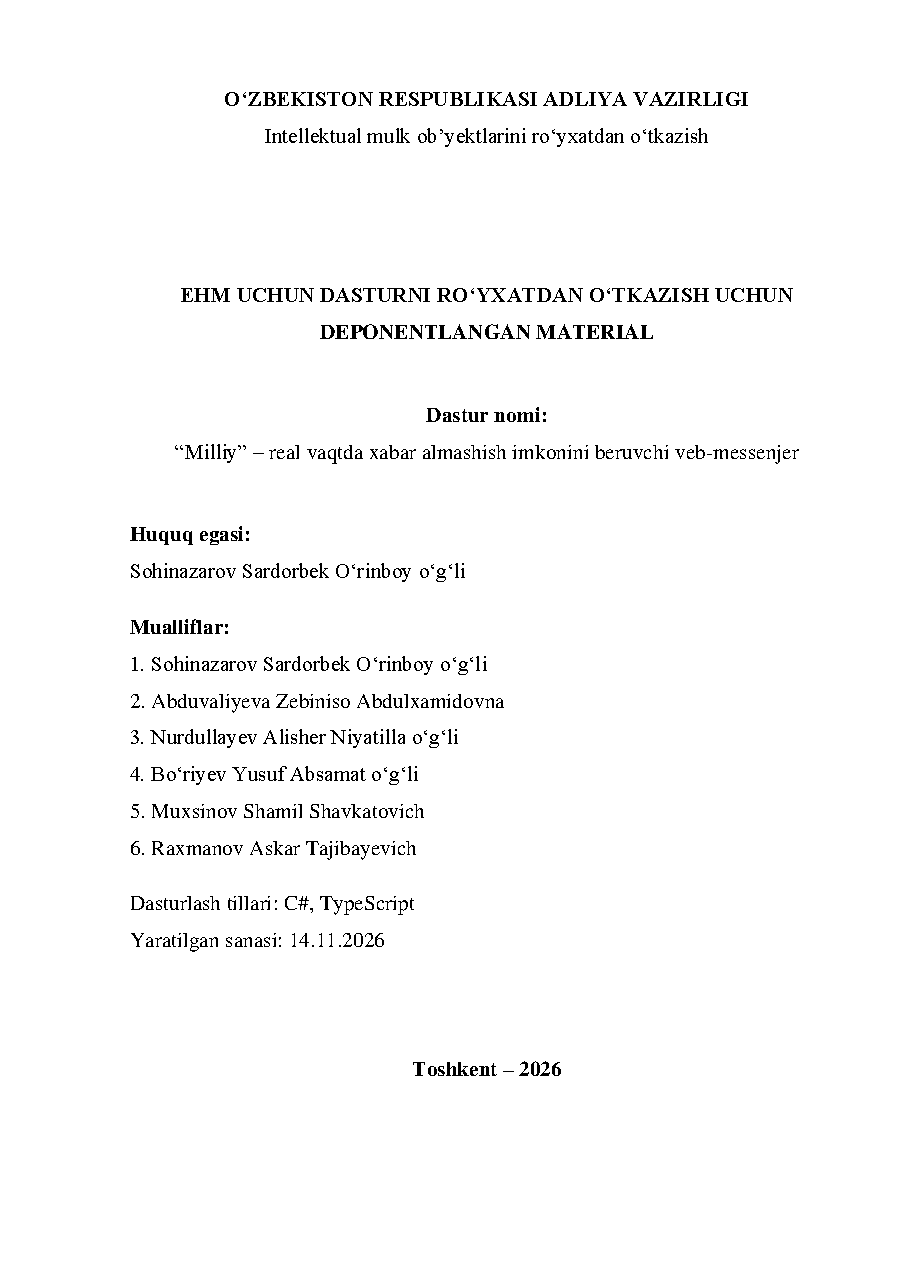 O‘ZBEKISTON RESPUBLIKASI ADLIYA VAZIRLIGI
Intellektual mulk ob’yektlarini ro‘yxatdan o‘tkazish
EHM UCHUN DASTURNI RO‘YXATDAN O‘TKAZISH UCHUN
DEPONENTLANGAN MATERIAL
Dastur nomi:
“Milliy” – real vaqtda xabar almashish imkonini beruvchi veb-messenjer
Huquq egasi:
Sohinazarov Sardorbek O‘rinboy o‘g‘li
Mualliflar:
1. Sohinazarov Sardorbek O‘rinboy o‘g‘li
2. Abduvaliyeva Zebiniso Abdulxamidovna
3. Nurdullayev Alisher Niyatilla o‘g‘li
4. Bo‘riyev Yusuf Absamat o‘g‘li
5. Muxsinov Shamil Shavkatovich
6. Raxmanov Askar Tajibayevich
Dasturlash tillari: C#, TypeScript
Yaratilgan sanasi: 14.11.2026
Toshkent – 2026